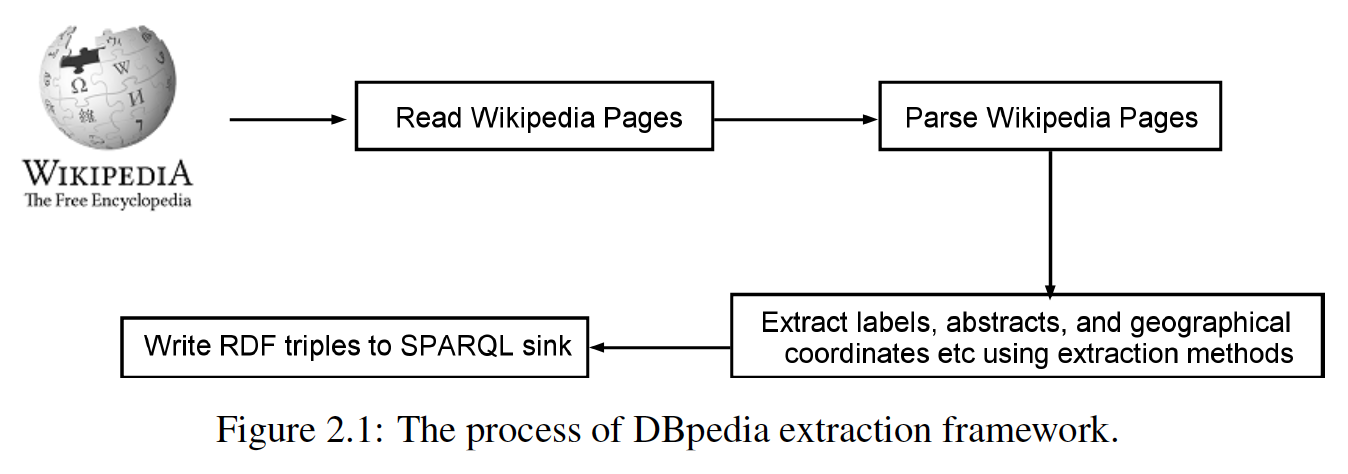 WIKIPEDIA
The Free Encyclopedia
Read Wikipedia Pages
Parse Wikipedia Pages
Extract labels, abstracts, and geographical
coordinates etc using extraction methods
Write RDF triples to SPARQL sink
Figure 2.1: The process of DBpedia extraction framework.